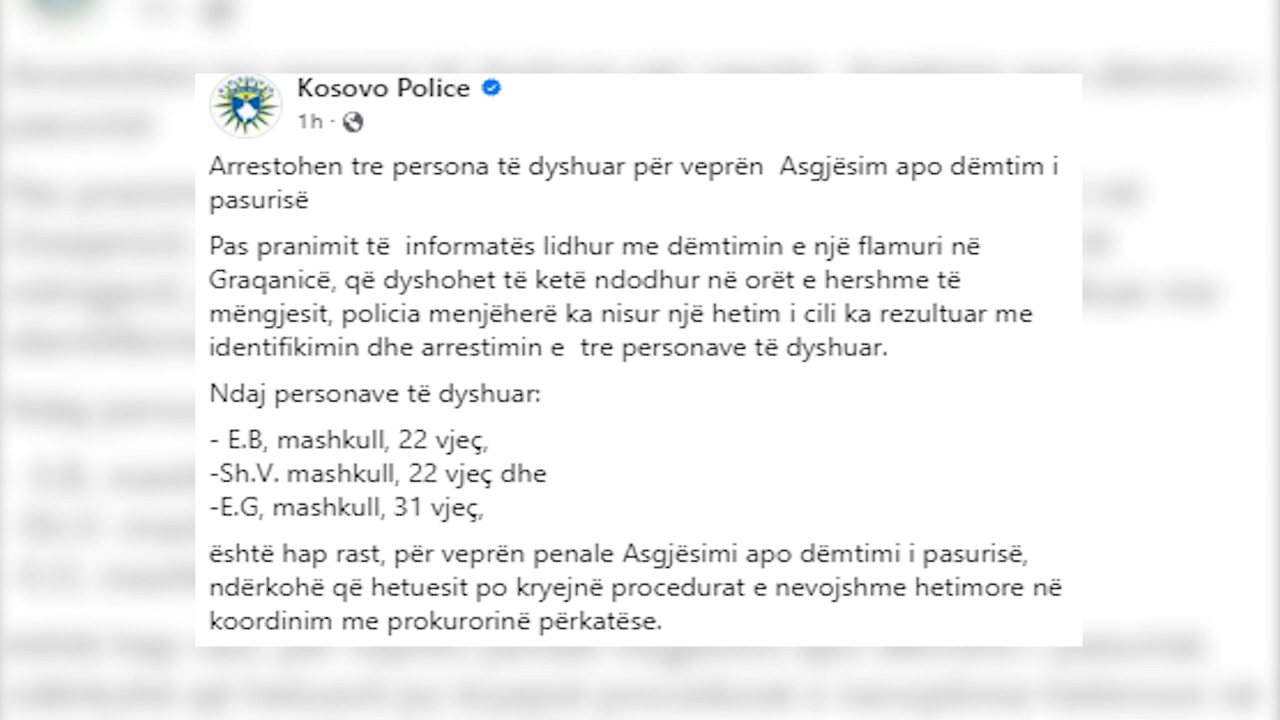 Kosovo Police
1h ·
Arrestohen tre persona të dyshuar për veprën  Asgjësim apo dëmtim i
pasurisë
Pas pranimit të  informatës lidhur me dëmtimin e një flamuri në
Graqanicë, që dyshohet të ketë ndodhur në orët e hershme të
mëngjesit, policia menjëherë ka nisur një hetim i cili ka rezultuar me
identifikimin dhe arrestimin e  tre personave të dyshuar.
Ndaj personave të dyshuar:
- E.B, mashkull, 22 vjeç,
-Sh.V. mashkull, 22 vjeç dhe
-E.G, mashkull, 31 vjeç,
është hap rast, për veprën penale Asgjësimi apo dëmtimi i pasurisë,
ndërkohë që hetuesit po kryejnë procedurat e nevojshme hetimore në
koordinim me prokurorinë përkatëse.